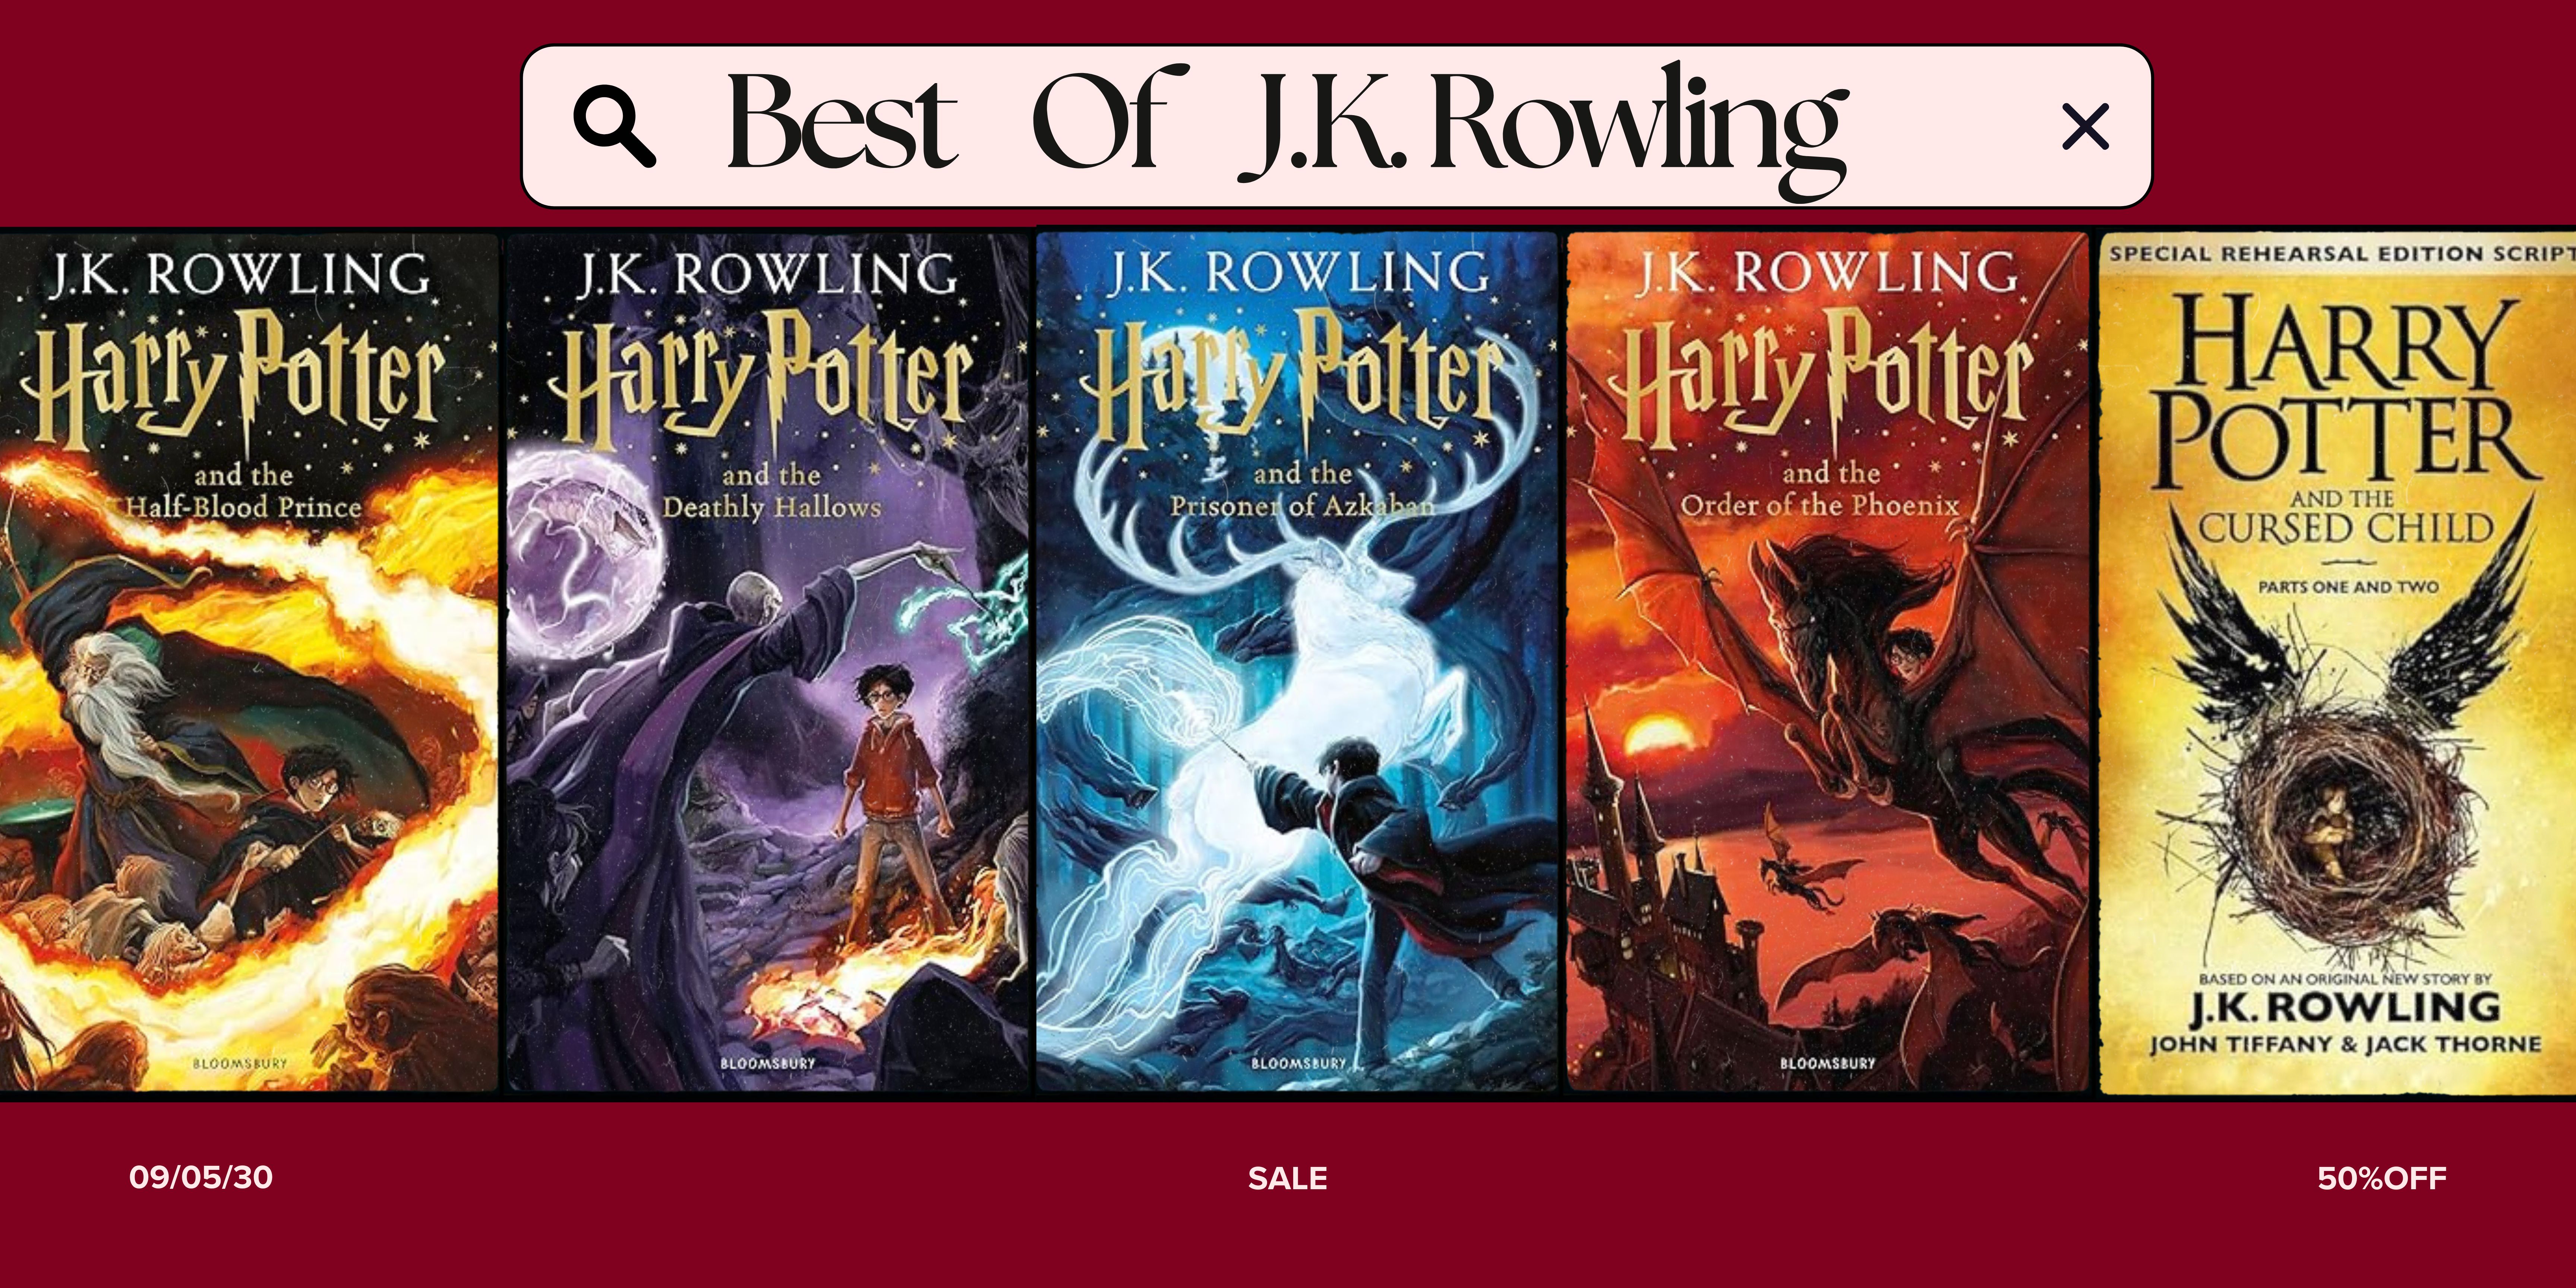 Best Of J.K. Rowling
J.K. ROWLING
Harry Potter
and the
Half-Blood Prince
BLOOMSBURY
J.K. ROWLING
Harry Potter
and the
Deathly Hallows
BLOOMSBURY
J.K. ROWLING
Harry Potter
and the
Prisoner of Azkaban
BLOOMSBURY
J.K. ROWLING
Harry Potter
and the
Order of the Phoenix
BLOOMSBURY
SPECIAL REHEARSAL EDITION SCRIPT
HARRY
POTTER
AND THE
CURSED CHILD
PARTS ONE AND TWO
BASED ON AN ORIGINAL NEW STORY BY
J.K. ROWLING
JOHN TIFFANY & JACK THORNE
09/05/30
SALE
50%OFF